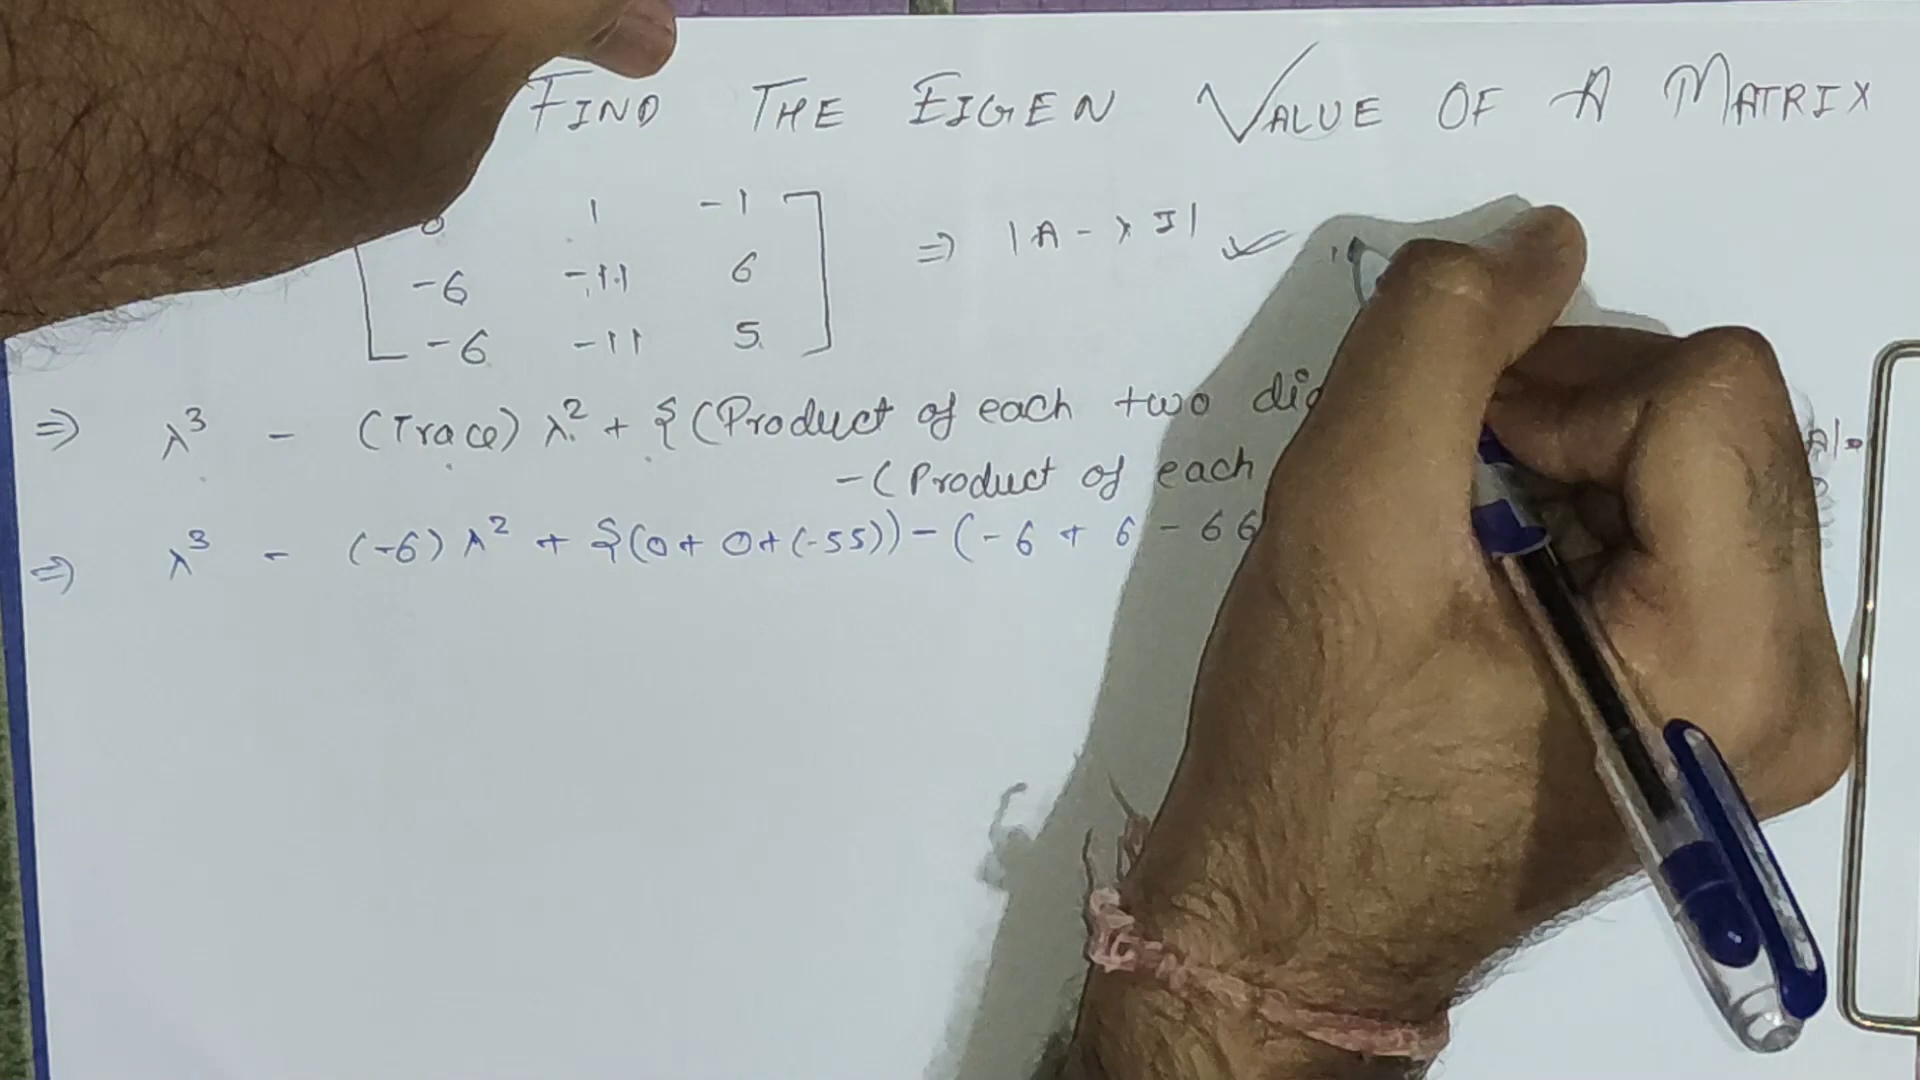 FIND THE EIGEN VALUE OF A MATRIX
0 1 -1 ⇒ |A - λI|
-6 -11 6
-6 -11 5
⇒ λ³ - (Trace) λ² + {(Product of each two
-(Product of each
⇒ λ³ - (-6) λ² + {(0 + 0 + (-55)) - (-6 + 6 - 66